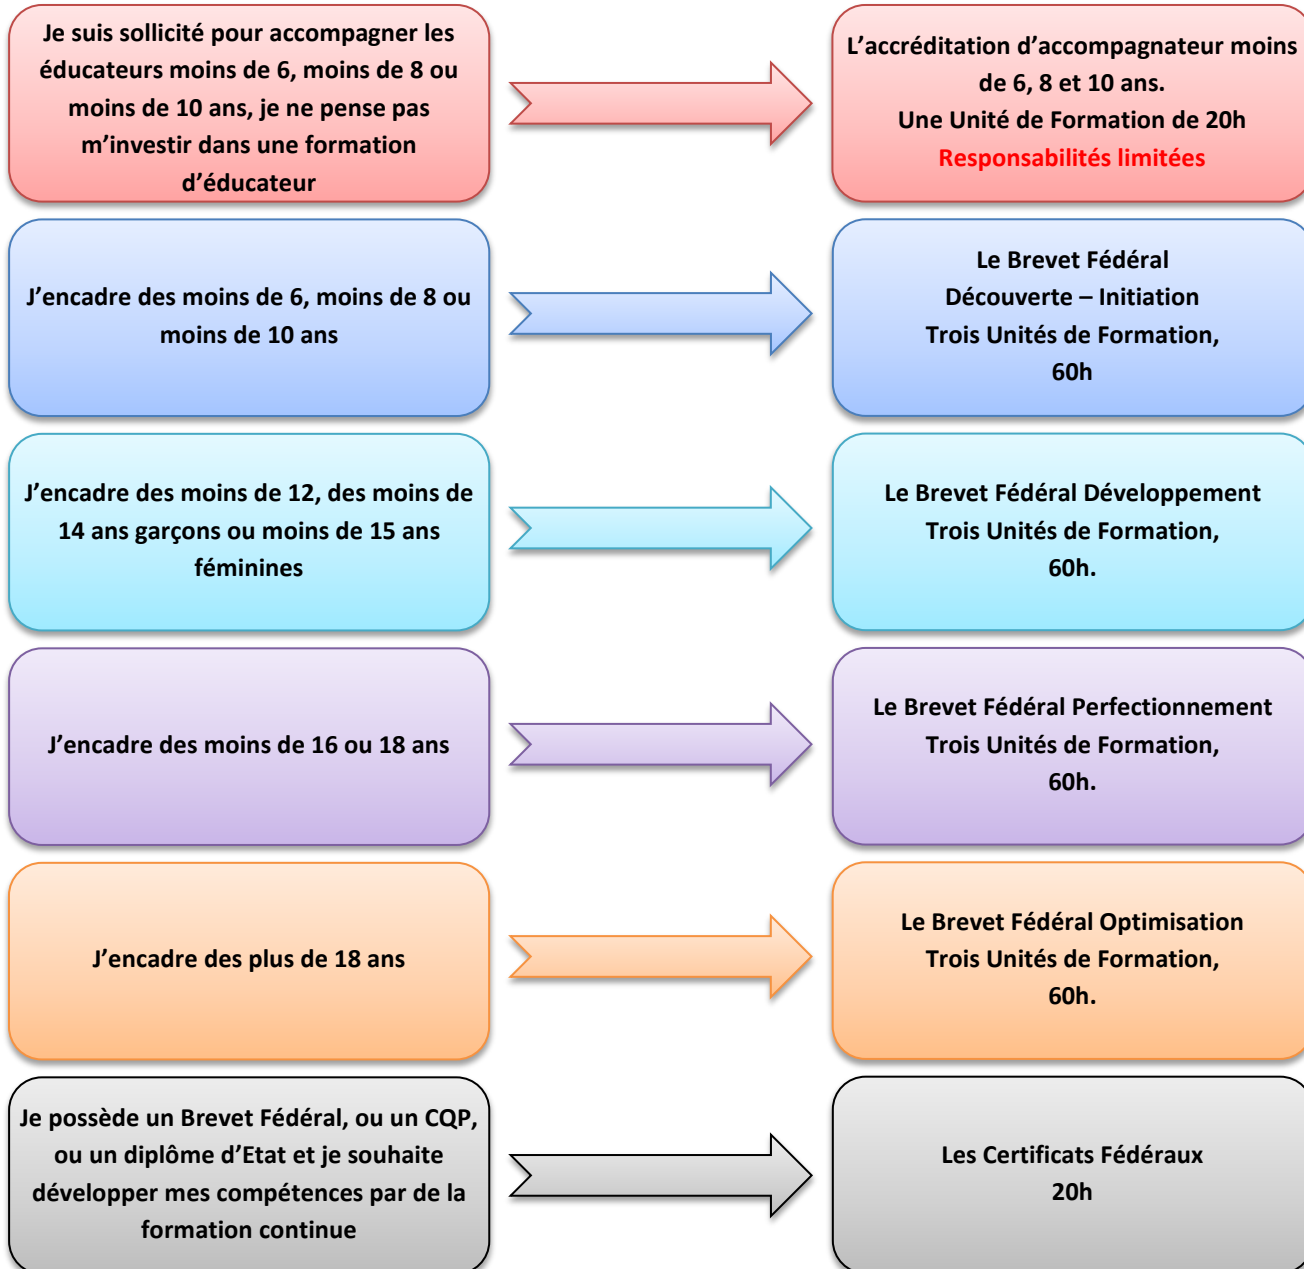 Je suis sollicité pour accompagner les
éducateurs moins de 6, moins de 8 ou
moins de 10 ans, je ne pense pas
m’investir dans une formation
d’éducateur
L’accréditation d’accompagnateur moins
de 6, 8 et 10 ans.
Une Unité de Formation de 20h
Responsabilités limitées
J’encadre des moins de 6, moins de 8 ou
moins de 10 ans
Le Brevet Fédéral
Découverte – Initiation
Trois Unités de Formation,
60h
J’encadre des moins de 12, des moins de
14 ans garçons ou moins de 15 ans
féminines
Le Brevet Fédéral Développement
Trois Unités de Formation,
60h.
J’encadre des moins de 16 ou 18 ans
Le Brevet Fédéral Perfectionnement
Trois Unités de Formation,
60h.
J’encadre des plus de 18 ans
Le Brevet Fédéral Optimisation
Trois Unités de Formation,
60h.
Je possède un Brevet Fédéral, ou un CQP,
ou un diplôme d’Etat et je souhaite
développer mes compétences par de la
formation continue
Les Certificats Fédéraux
20h